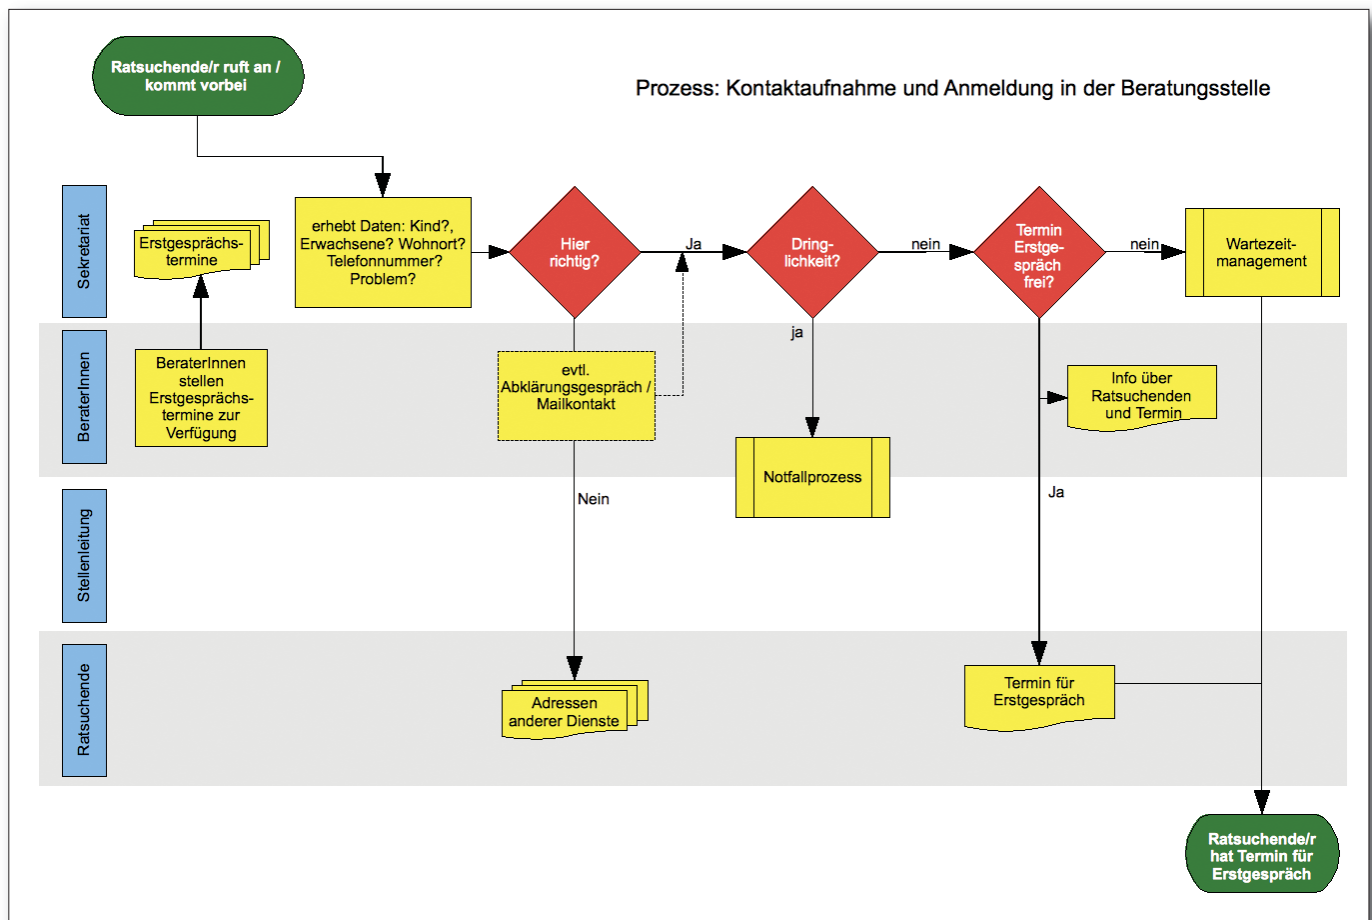 Ratsuchende/r ruft an /
kommt vorbei
Prozess: Kontaktaufnahme und Anmeldung in der Beratungsstelle
Sekretariat
Erstgesprächs-
termine
erhebt Daten: Kind?,
Erwachsene? Wohnort?
Telefonnummer?
Problem?
Hier
richtig?
Ja
Dring-
lichkeit?
nein
Termin
Erstge-
spräch
frei?
nein
Wartezeit-
management
BeraterInnen
BeraterInnen
stellen
Erstgesprächs-
termine zur
Verfügung
evtl.
Abklärungsgespräch /
Mailkontakt
ja
Notfallprozess
Info über
Ratsuchenden
und Termin
Stellenleitung
Nein
Ja
Ratsuchende
Adressen
anderer Dienste
Termin für
Erstgespräch
Ratsuchende/r
hat Termin für
Erstgespräch